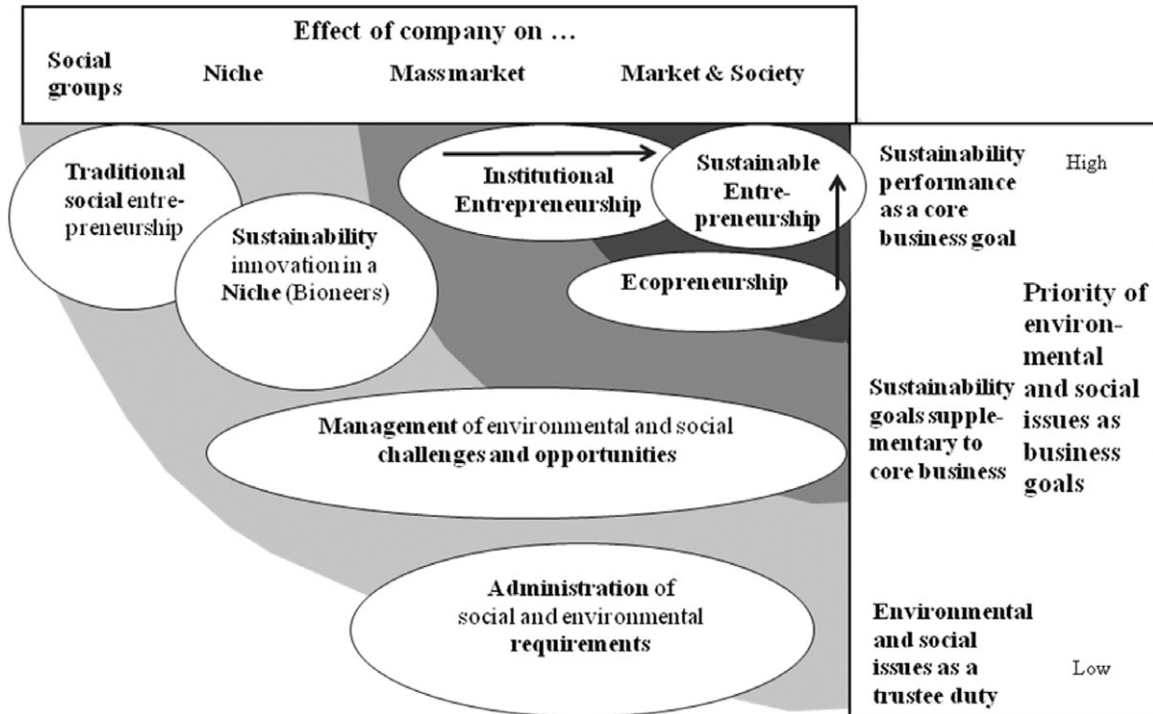 Effect of company on …
Social
groups
Niche
Massmarket
Market & Society
Traditional
social entre-
preneurship
Sustainability
innovation in a
Niche (Bioneers)
Institutional
Entrepreneurship
Sustainable
Entre-
preneurship
Ecopreneurship
Management of environmental and social
challenges and opportunities
Administration of
social and environmental
requirements
Sustainability
performance
as a core
business goal
High
Priority of
environ-
mental
and social
issues as
business
goals
Sustainability
goals supple-
mentary to
core business
Environmental
and social
issues as a
trustee duty
Low